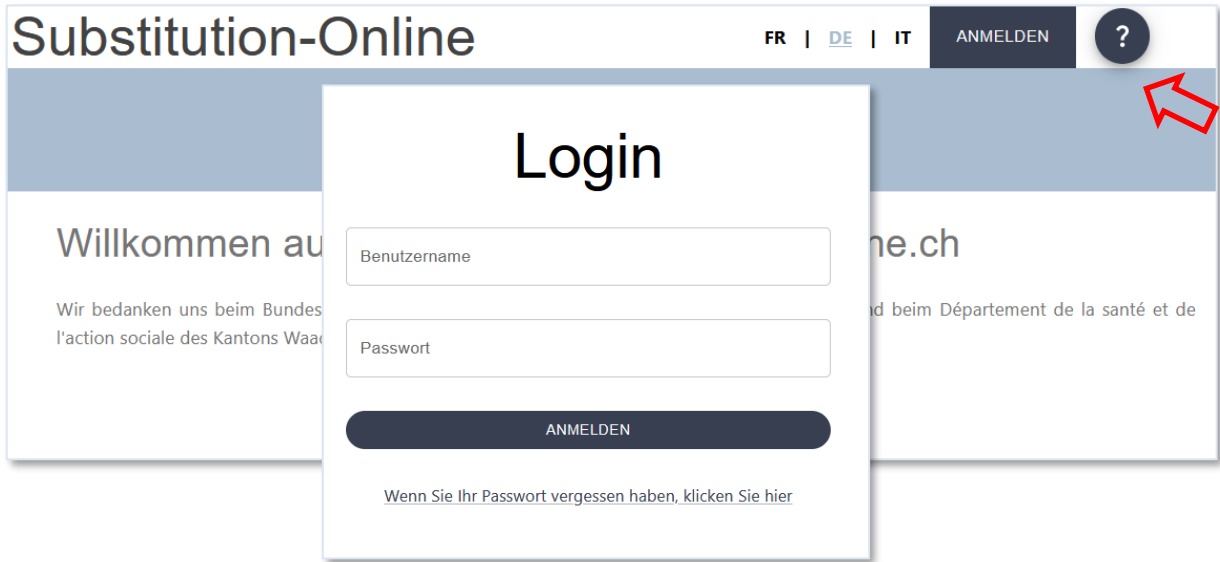 Substitution-Online
FR | DE | IT
ANMELDEN
?
Login
Willkommen au
ne.ch
Benutzername
Wir bedanken uns beim Bundes
nd beim Département de la santé et de
l'action sociale des Kantons Waad
Passwort
ANMELDEN
Wenn Sie Ihr Passwort vergessen haben, klicken Sie hier